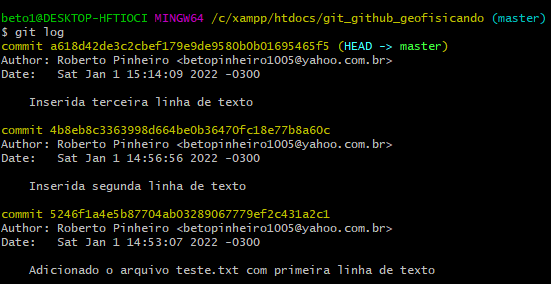 beto1@DESKTOP-HFTIOCI MINGW64 /c/xampp/htdocs/git_github_geofisicando (master)
$ git log
commit a618d42de3c2cbef179e9de9580b0b01695465f5 (HEAD -> master)
Author: Roberto Pinheiro <betopinheiro1005@yahoo.com.br>
Date:   Sat Jan 1 15:14:09 2022 -0300

    Inserida terceira linha de texto

commit 4b8eb8c3363998d664be0b36470fc18e77b8a60c
Author: Roberto Pinheiro <betopinheiro1005@yahoo.com.br>
Date:   Sat Jan 1 14:56:56 2022 -0300

    Inserida segunda linha de texto

commit 5246f1a4e5b87704ab03289067779ef2c431a2c1
Author: Roberto Pinheiro <betopinheiro1005@yahoo.com.br>
Date:   Sat Jan 1 14:53:07 2022 -0300

    Adicionado o arquivo teste.txt com primeira linha de texto